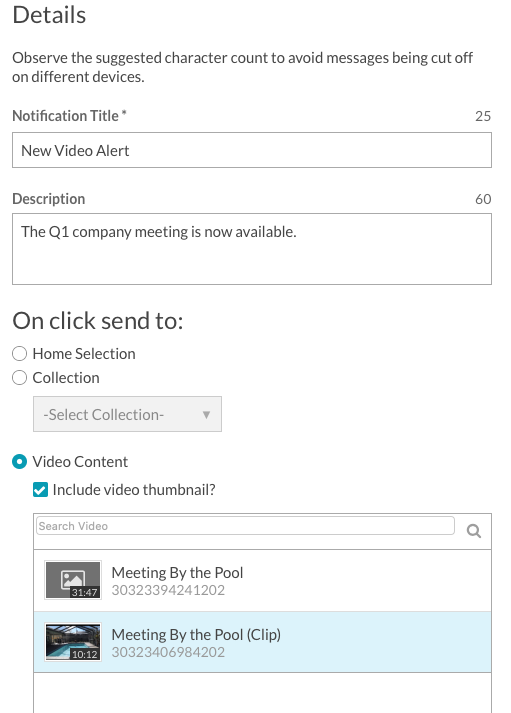 Details
Observe the suggested character count to avoid messages being cut off
on different devices.
Notification Title * 25
New Video Alert
Description 60
The Q1 company meeting is now available.
On click send to:
Home Selection
Collection
-Select Collection-
Video Content
Include video thumbnail?
Search Video
Meeting By the Pool
31:47 30323394241202
Meeting By the Pool (Clip)
10:12 30323406984202